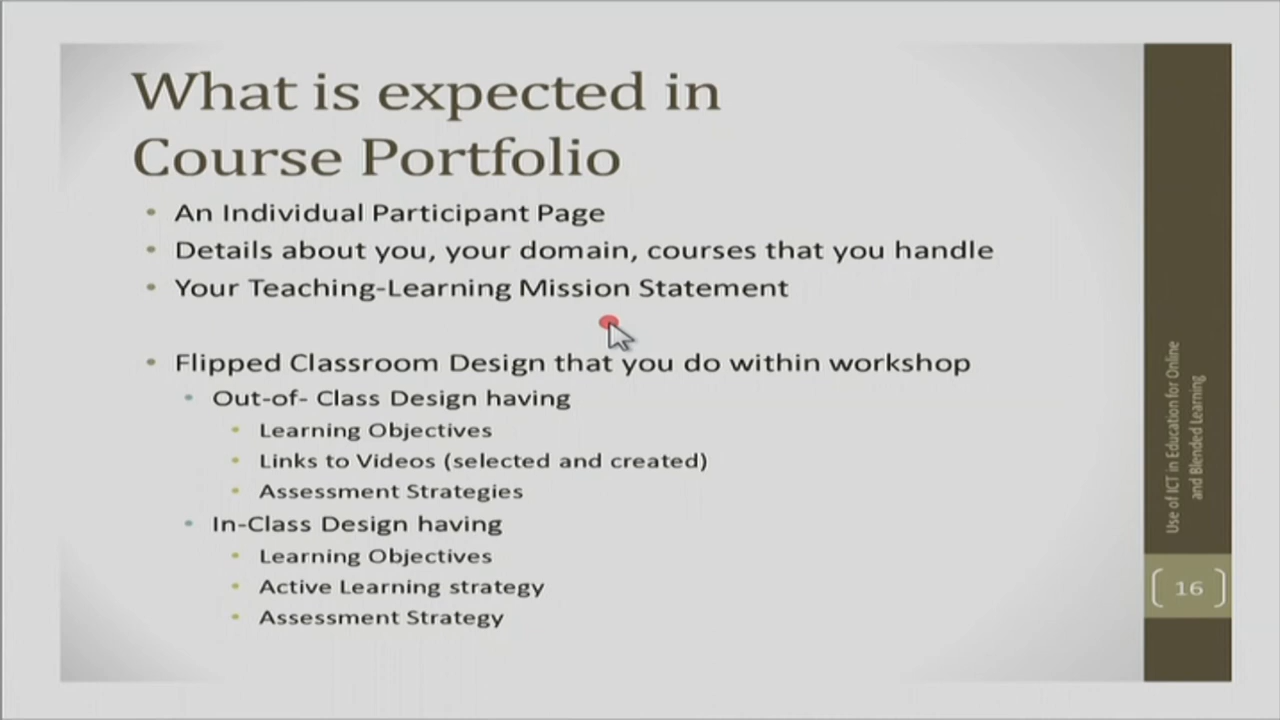 What is expected in
Course Portfolio
• An Individual Participant Page
• Details about you, your domain, courses that you handle
• Your Teaching-Learning Mission Statement
• Flipped Classroom Design that you do within workshop
• Out-of- Class Design having
• Learning Objectives
• Links to Videos (selected and created)
• Assessment Strategies
• In-Class Design having
• Learning Objectives
• Active Learning strategy
• Assessment Strategy
Use of ICT in Education for Online
and Blended Learning
16